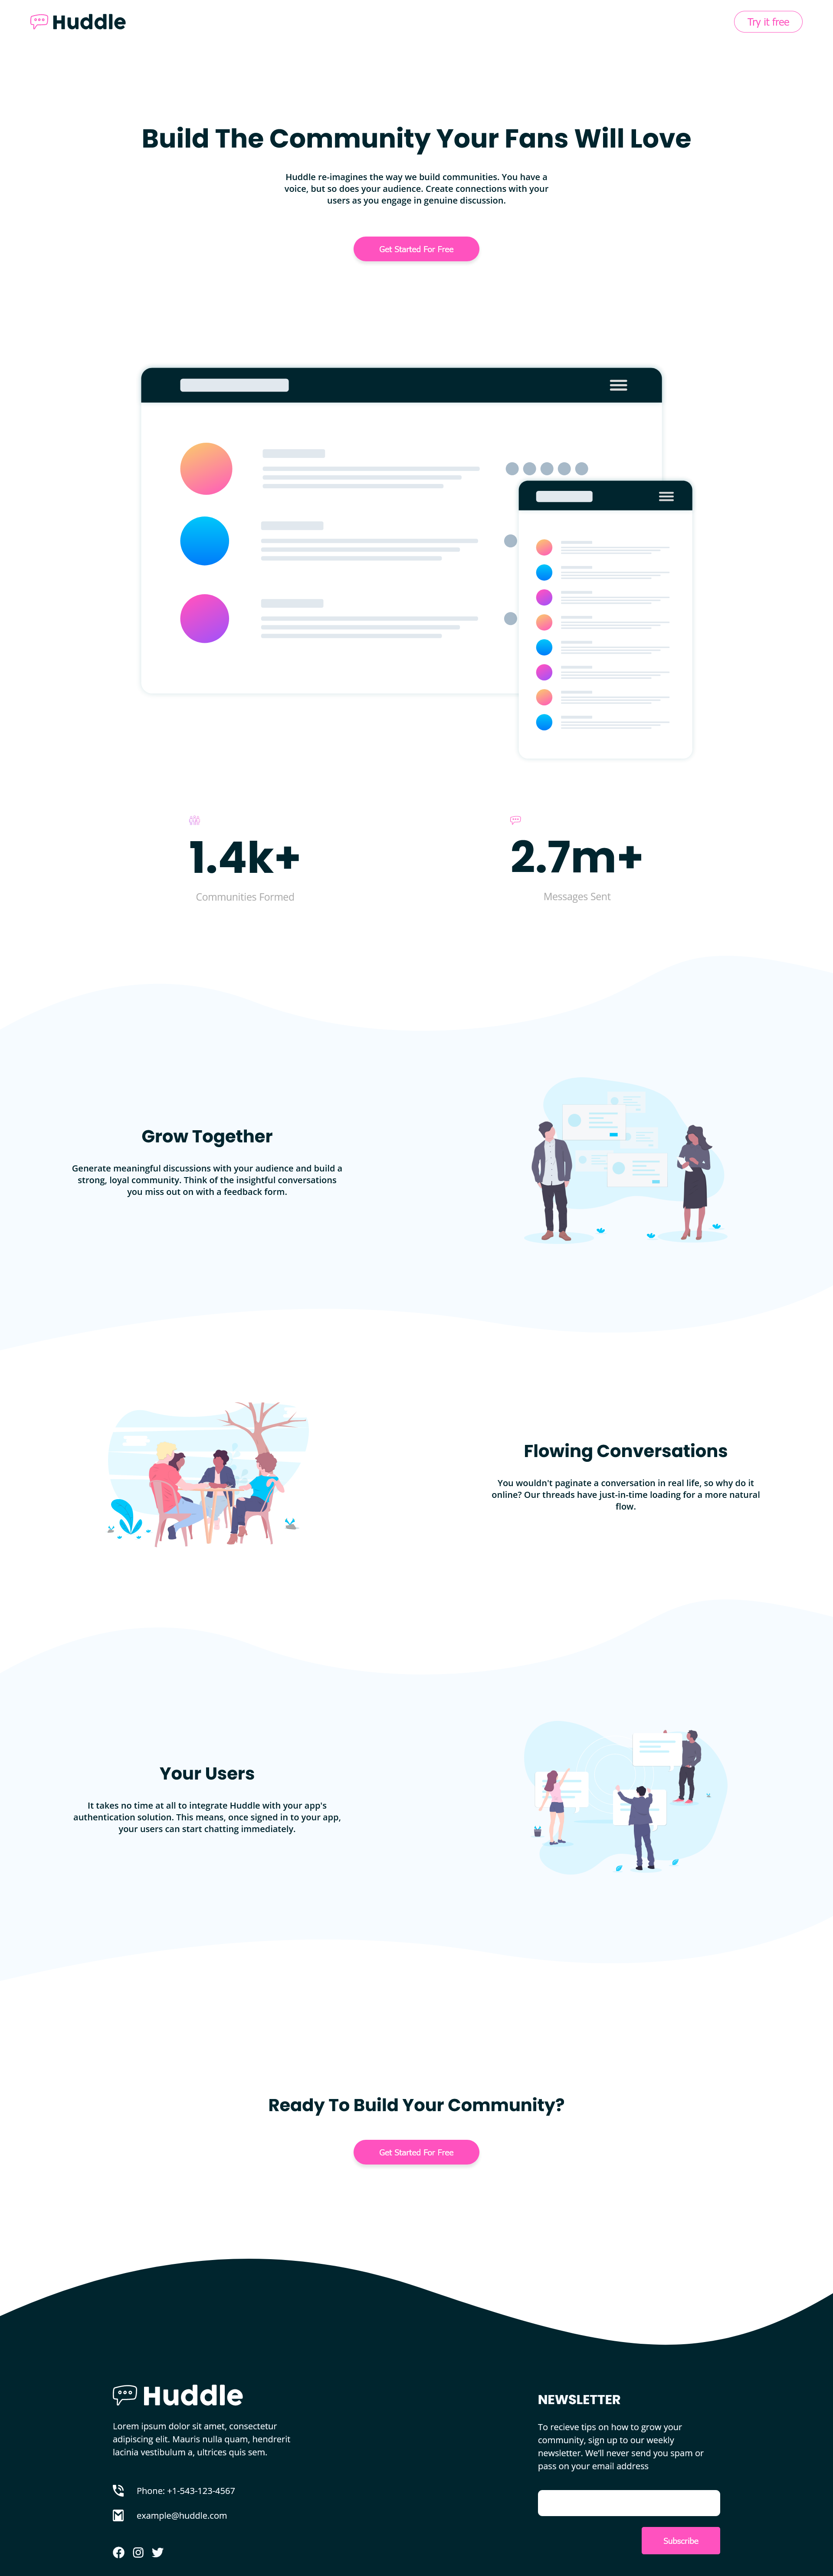 Huddle
Try it free
Build The Community Your Fans Will Love
Huddle re-imagines the way we build communities. You have a
voice, but so does your audience. Create connections with your
users as you engage in genuine discussion.
Get Started For Free
1.4k+
Communities Formed
2.7m+
Messages Sent
Grow Together
Generate meaningful discussions with your audience and build a
strong, loyal community. Think of the insightful conversations
you miss out on with a feedback form.
Flowing Conversations
You wouldn't paginate a conversation in real life, so why do it
online? Our threads have just-in-time loading for a more natural
flow.
Your Users
It takes no time at all to integrate Huddle with your app's
authentication solution. This means, once signed in to your app,
your users can start chatting immediately.
Ready To Build Your Community?
Get Started For Free
Huddle
Lorem ipsum dolor sit amet, consectetur
adipiscing elit. Mauris nulla quam, hendrerit
lacinia vestibulum a, ultrices quis sem.
Phone: +1-543-123-4567
example@huddle.com
NEWSLETTER
To recieve tips on how to grow your
community, sign up to our weekly
newsletter. We'll never send you spam or
pass on your email address
Subscribe